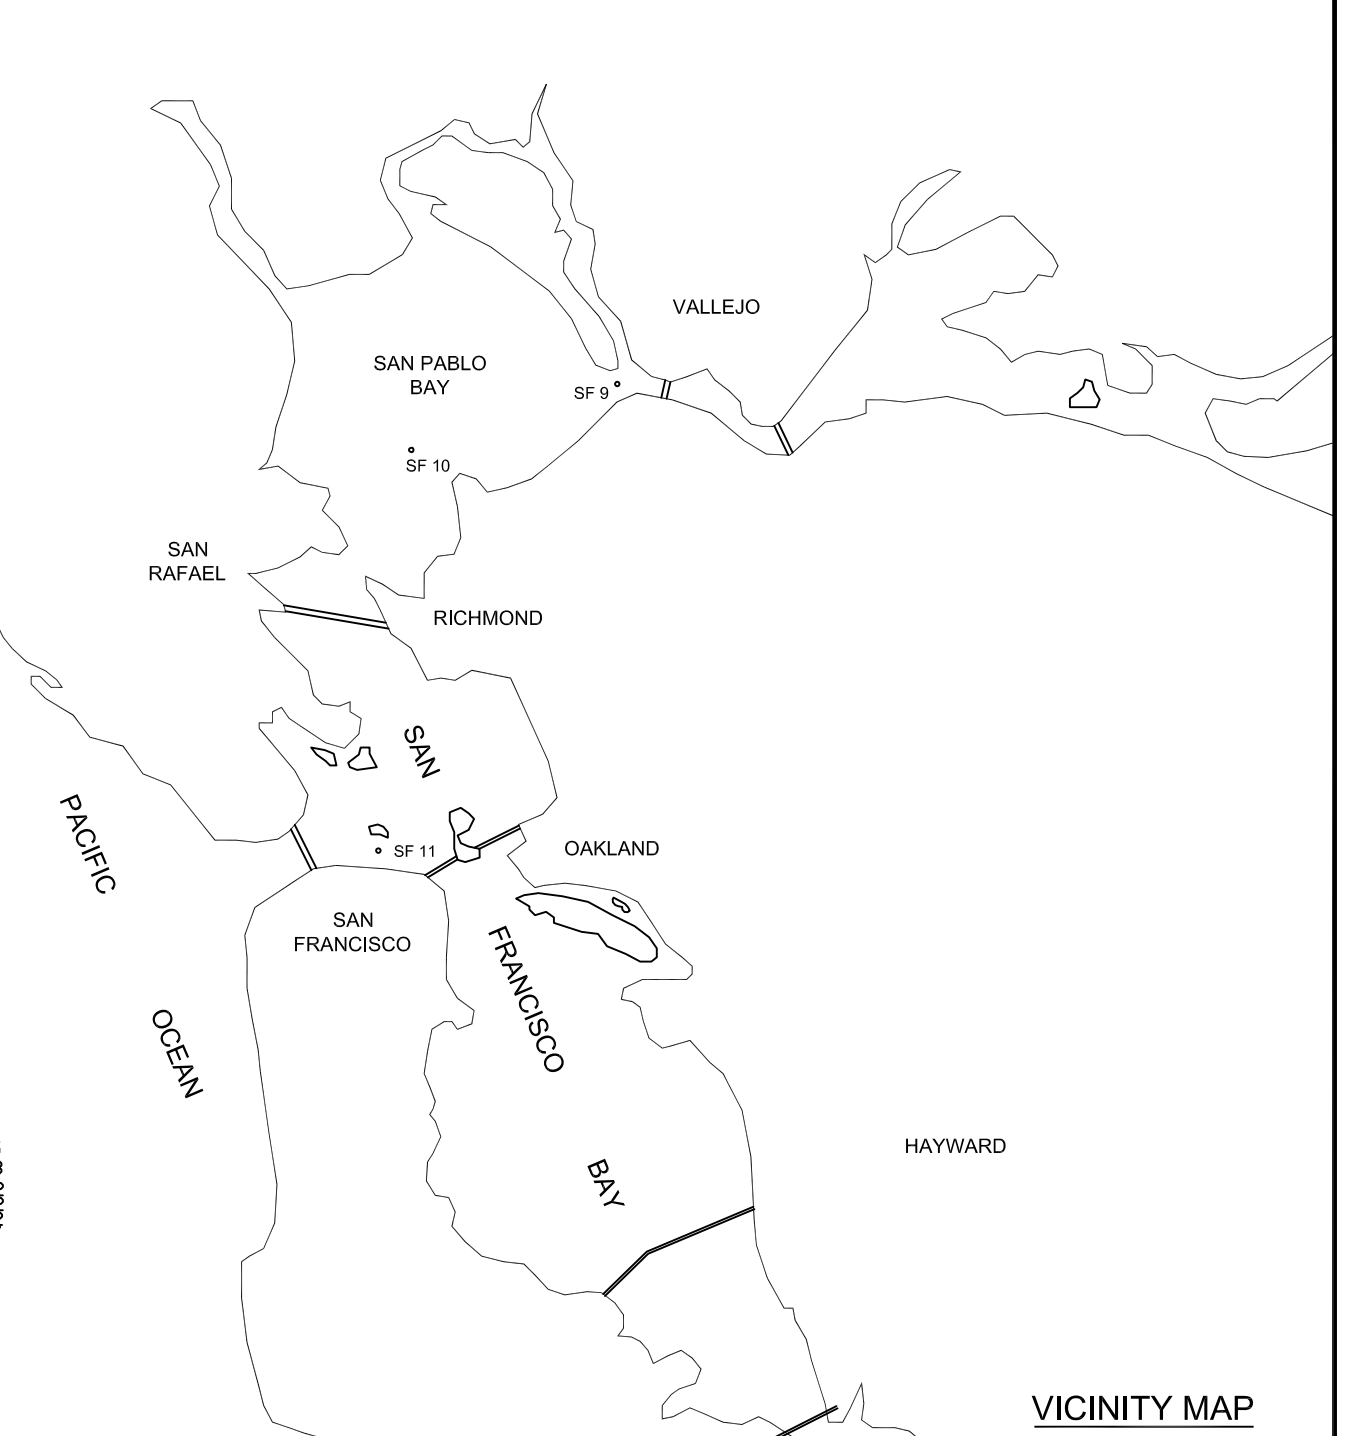 VALLEJO
SAN PABLO
BAY
SF 9
SF 10
SAN
RAFAEL
RICHMOND
SAN
PACIFIC
SF 11
OAKLAND
SAN
FRANCISCO
FRANCISCO
OCEAN
HAYWARD
BAY
VICINITY MAP